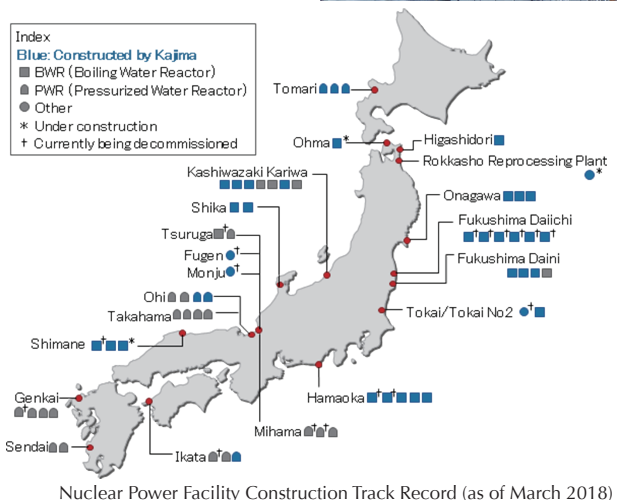 Index
Blue: Constructed by Kajima
BWR (Boiling Water Reactor)
PWR (Pressurized Water Reactor)
Other
* Under construction
† Currently being decommissioned
Tomari
Ohma *
Higashidori
Rokkasho Reprocessing Plant
*
Kashiwazaki Kariwa
Onagawa
Shika
Fukushima Daiichi
† † † † † †
Tsuruga †
Fugen †
Fukushima Daini
Monju †
Ohi
Takahama
Tokai/Tokai No2 †
Shimane † *
Hamaoka † †
Genkai
†
Mihama † †
Sendai
Ikata †
Nuclear Power Facility Construction Track Record (as of March 2018)